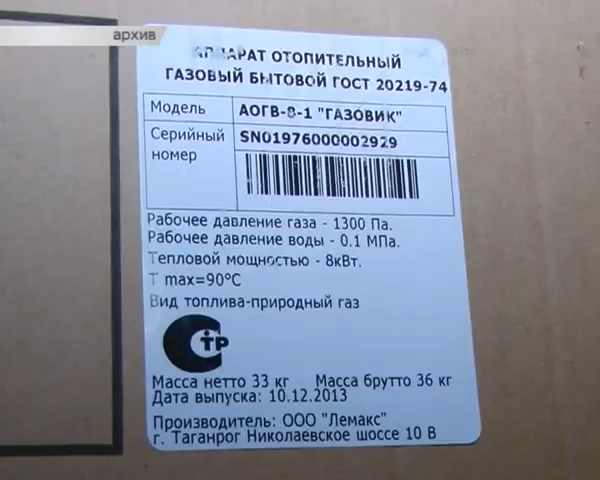 архив
АППАРАТ ОТОПИТЕЛЬНЫЙ
ГАЗОВЫЙ БЫТОВОЙ ГОСТ 20219-74
Модель АОГВ-8-1 "ГАЗОВИК"
Серийный номер SN01976000002929
Рабочее давление газа - 1300 Па.
Рабочее давление воды - 0.1 МПа.
Тепловой мощностью - 8кВт.
T max=90°C
Вид топлива-природный газ
СТР
Масса нетто 33 кг Масса брутто 36 кг
Дата выпуска: 10.12.2013
Производитель: ООО "Лемакс"
г. Таганрог Николаевское шоссе 10 В